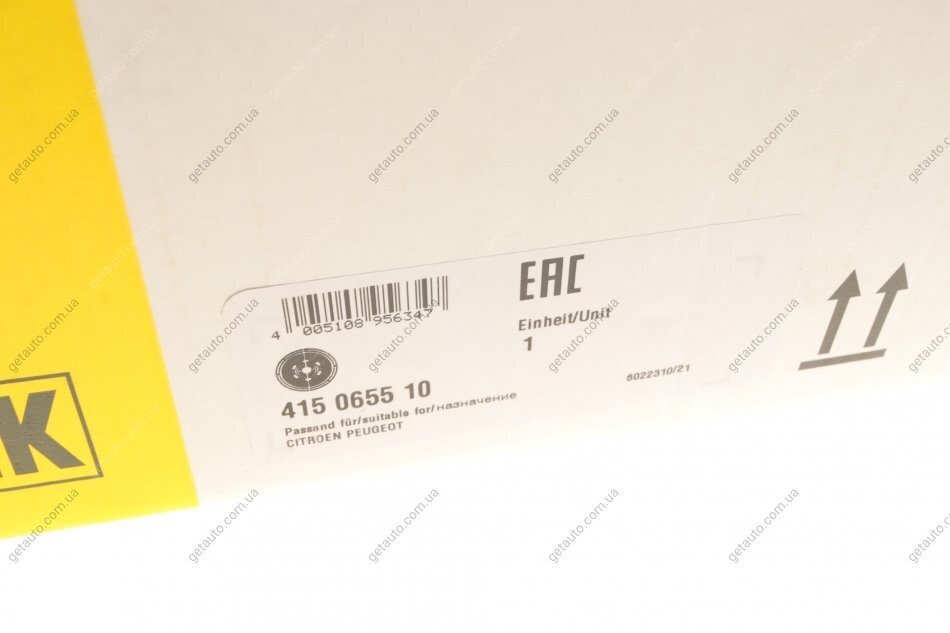 EAC
4 005108 956347
Einheit/Unit
1
415 0655 10
6022310/21
Passend für/suitable for/назначение
CITROEN PEUGEOT
K
getauto.com.ua